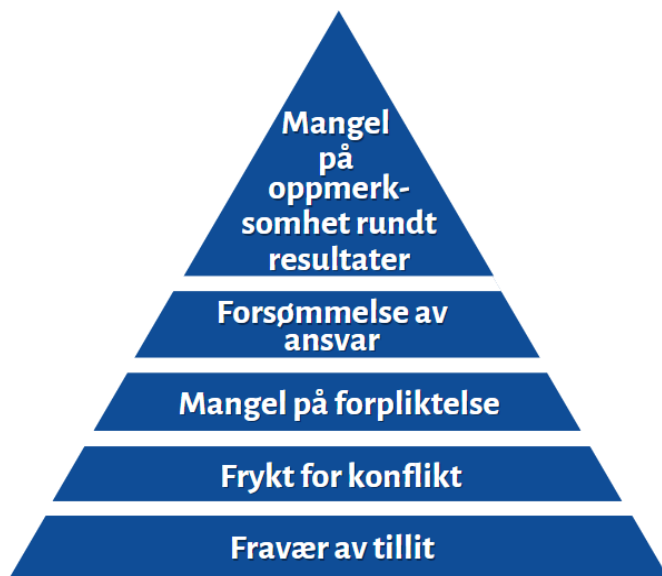 Mangel
på
oppmerk-
somhet rundt
resultater
Forsømmelse av
ansvar
Mangel på forpliktelse
Frykt for konflikt
Fravær av tillit